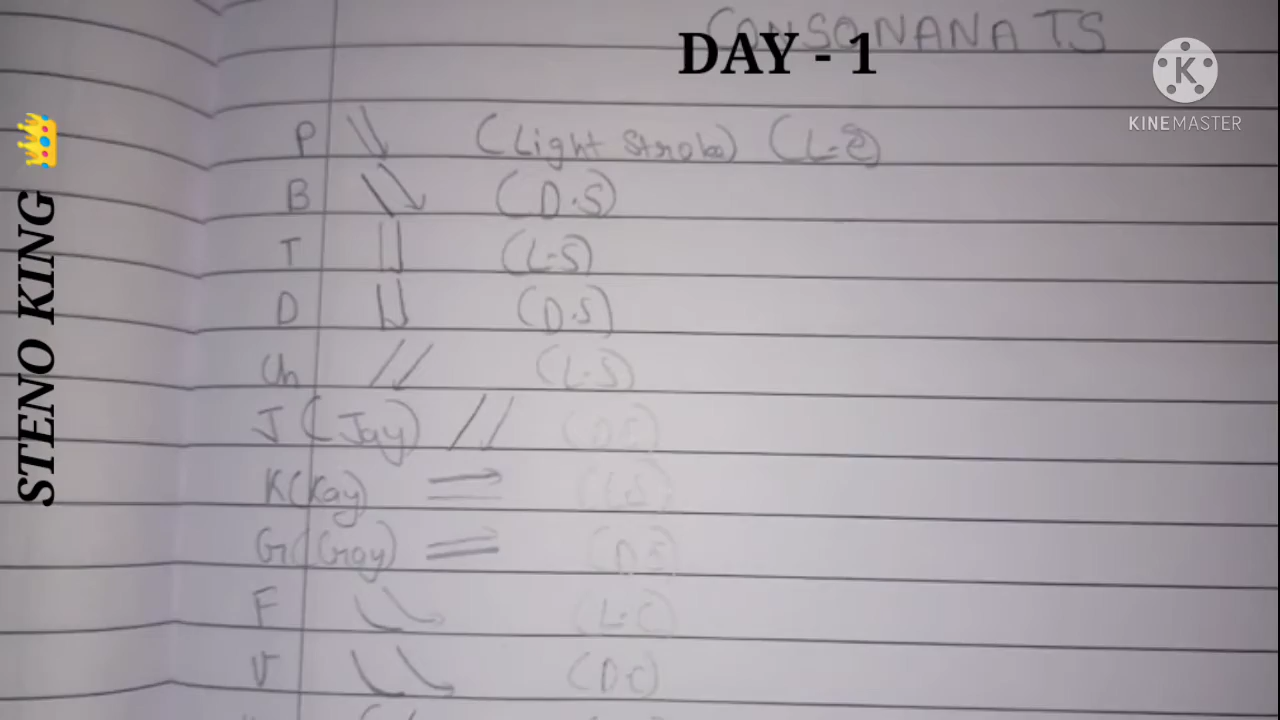 CONSONANATS
DAY - 1
K
KINEMASTER
STENO KING
P (Light Stroke) (L-S)
B (D.S)
T (L-S)
D (D.S)
Ch (L-S)
J (Jay) (D S)
K (Kay) (L S)
G (Gay) (D S)
F (L-C)
V (D C)